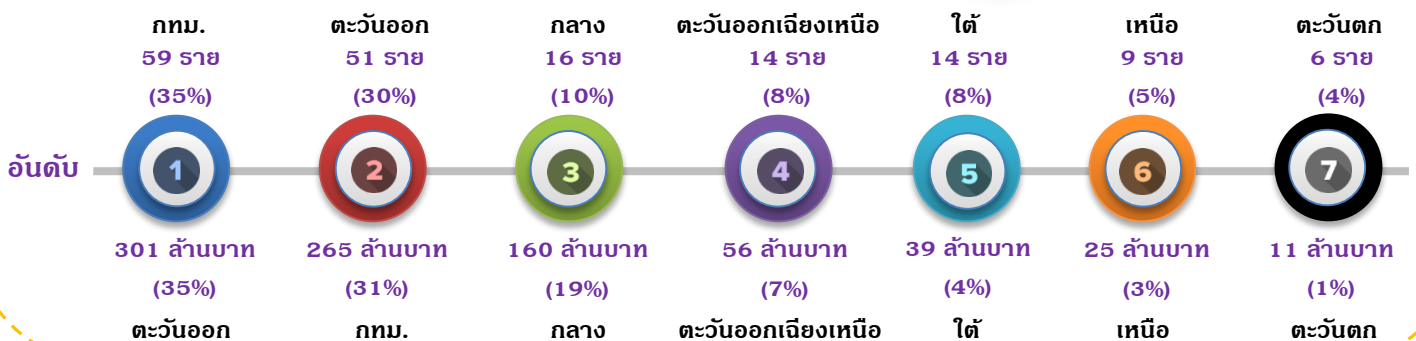 กทม. ตะวันออก กลาง ตะวันออกเฉียงเหนือ ใต้ เหนือ ตะวันตก
59 ราย 51 ราย 16 ราย 14 ราย 14 ราย 9 ราย 6 ราย
(35%) (30%) (10%) (8%) (8%) (5%) (4%)
อันดับ 1 2 3 4 5 6 7
301 ล้านบาท 265 ล้านบาท 160 ล้านบาท 56 ล้านบาท 39 ล้านบาท 25 ล้านบาท 11 ล้านบาท
(35%) (31%) (19%) (7%) (4%) (3%) (1%)
ตะวันออก กทม. กลาง ตะวันออกเฉียงเหนือ ใต้ เหนือ ตะวันตก